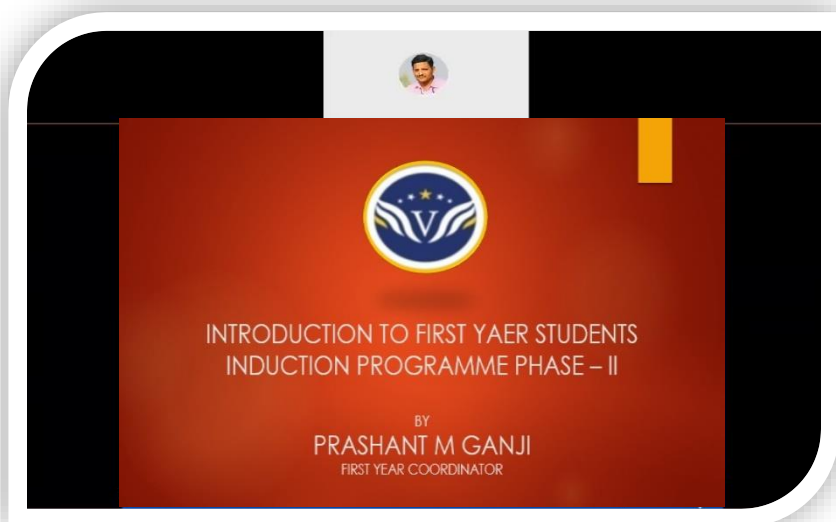 V
INTRODUCTION TO FIRST YAER STUDENTS
INDUCTION PROGRAMME PHASE – II
BY
PRASHANT M GANJI
FIRST YEAR COORDINATOR